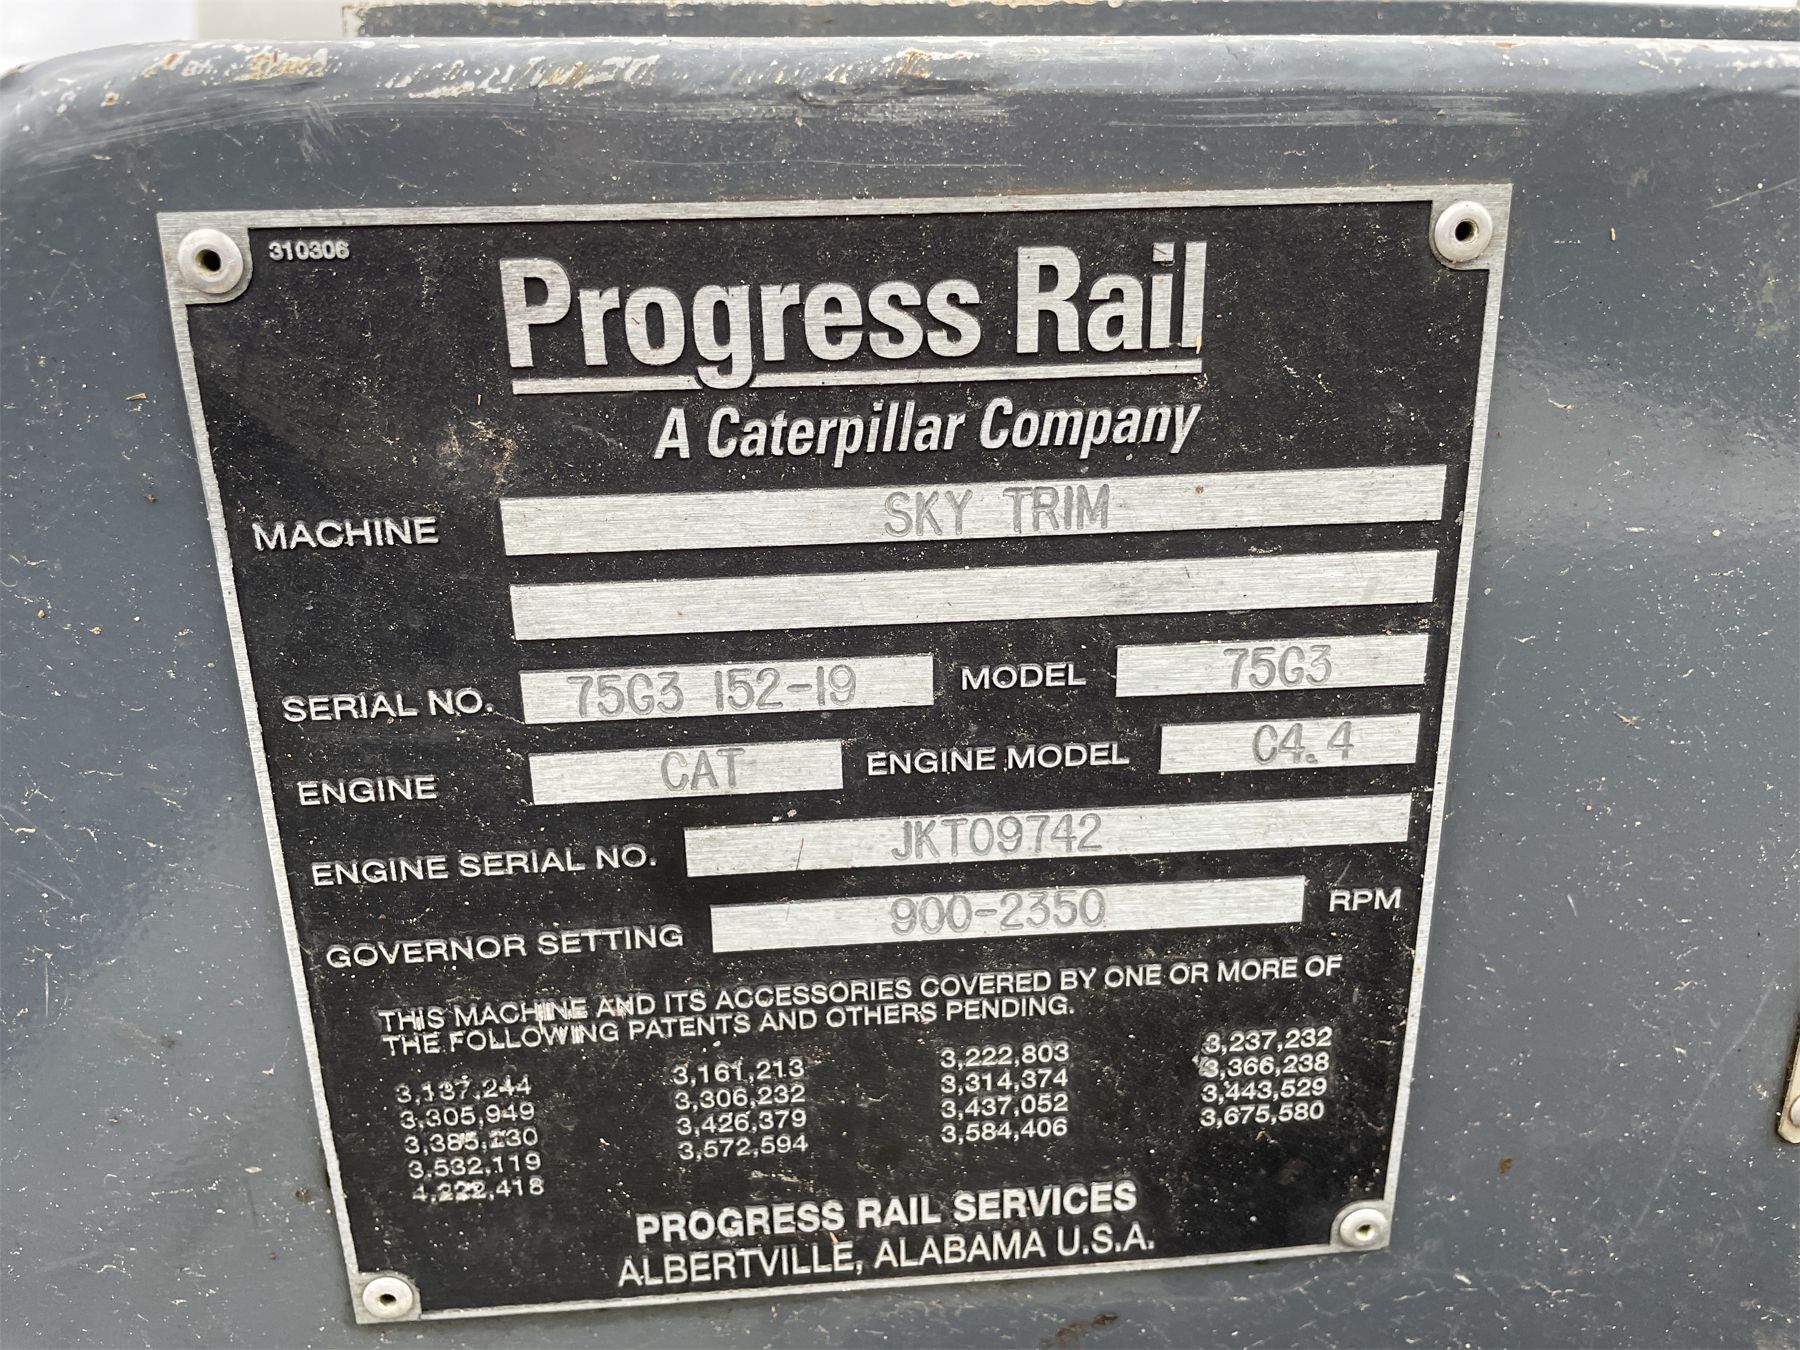 310306
Progress Rail
A Caterpillar Company
MACHINE SKY TRIM
SERIAL NO. 75G3 152-19 MODEL 75G3
ENGINE CAT ENGINE MODEL C4.4
ENGINE SERIAL NO. JKT09742
GOVERNOR SETTING 900-2350 RPM
THIS MACHINE AND ITS ACCESSORIES COVERED BY ONE OR MORE OF
THE FOLLOWING PATENTS AND OTHERS PENDING.
3,137,244 3,161,213 3,222,803 3,237,232
3,305,949 3,306,232 3,314,374 3,366,238
3,385,130 3,426,379 3,437,052 3,443,529
3,532,119 3,572,594 3,584,406 3,675,580
4,222,418
PROGRESS RAIL SERVICES
ALBERTVILLE, ALABAMA U.S.A.